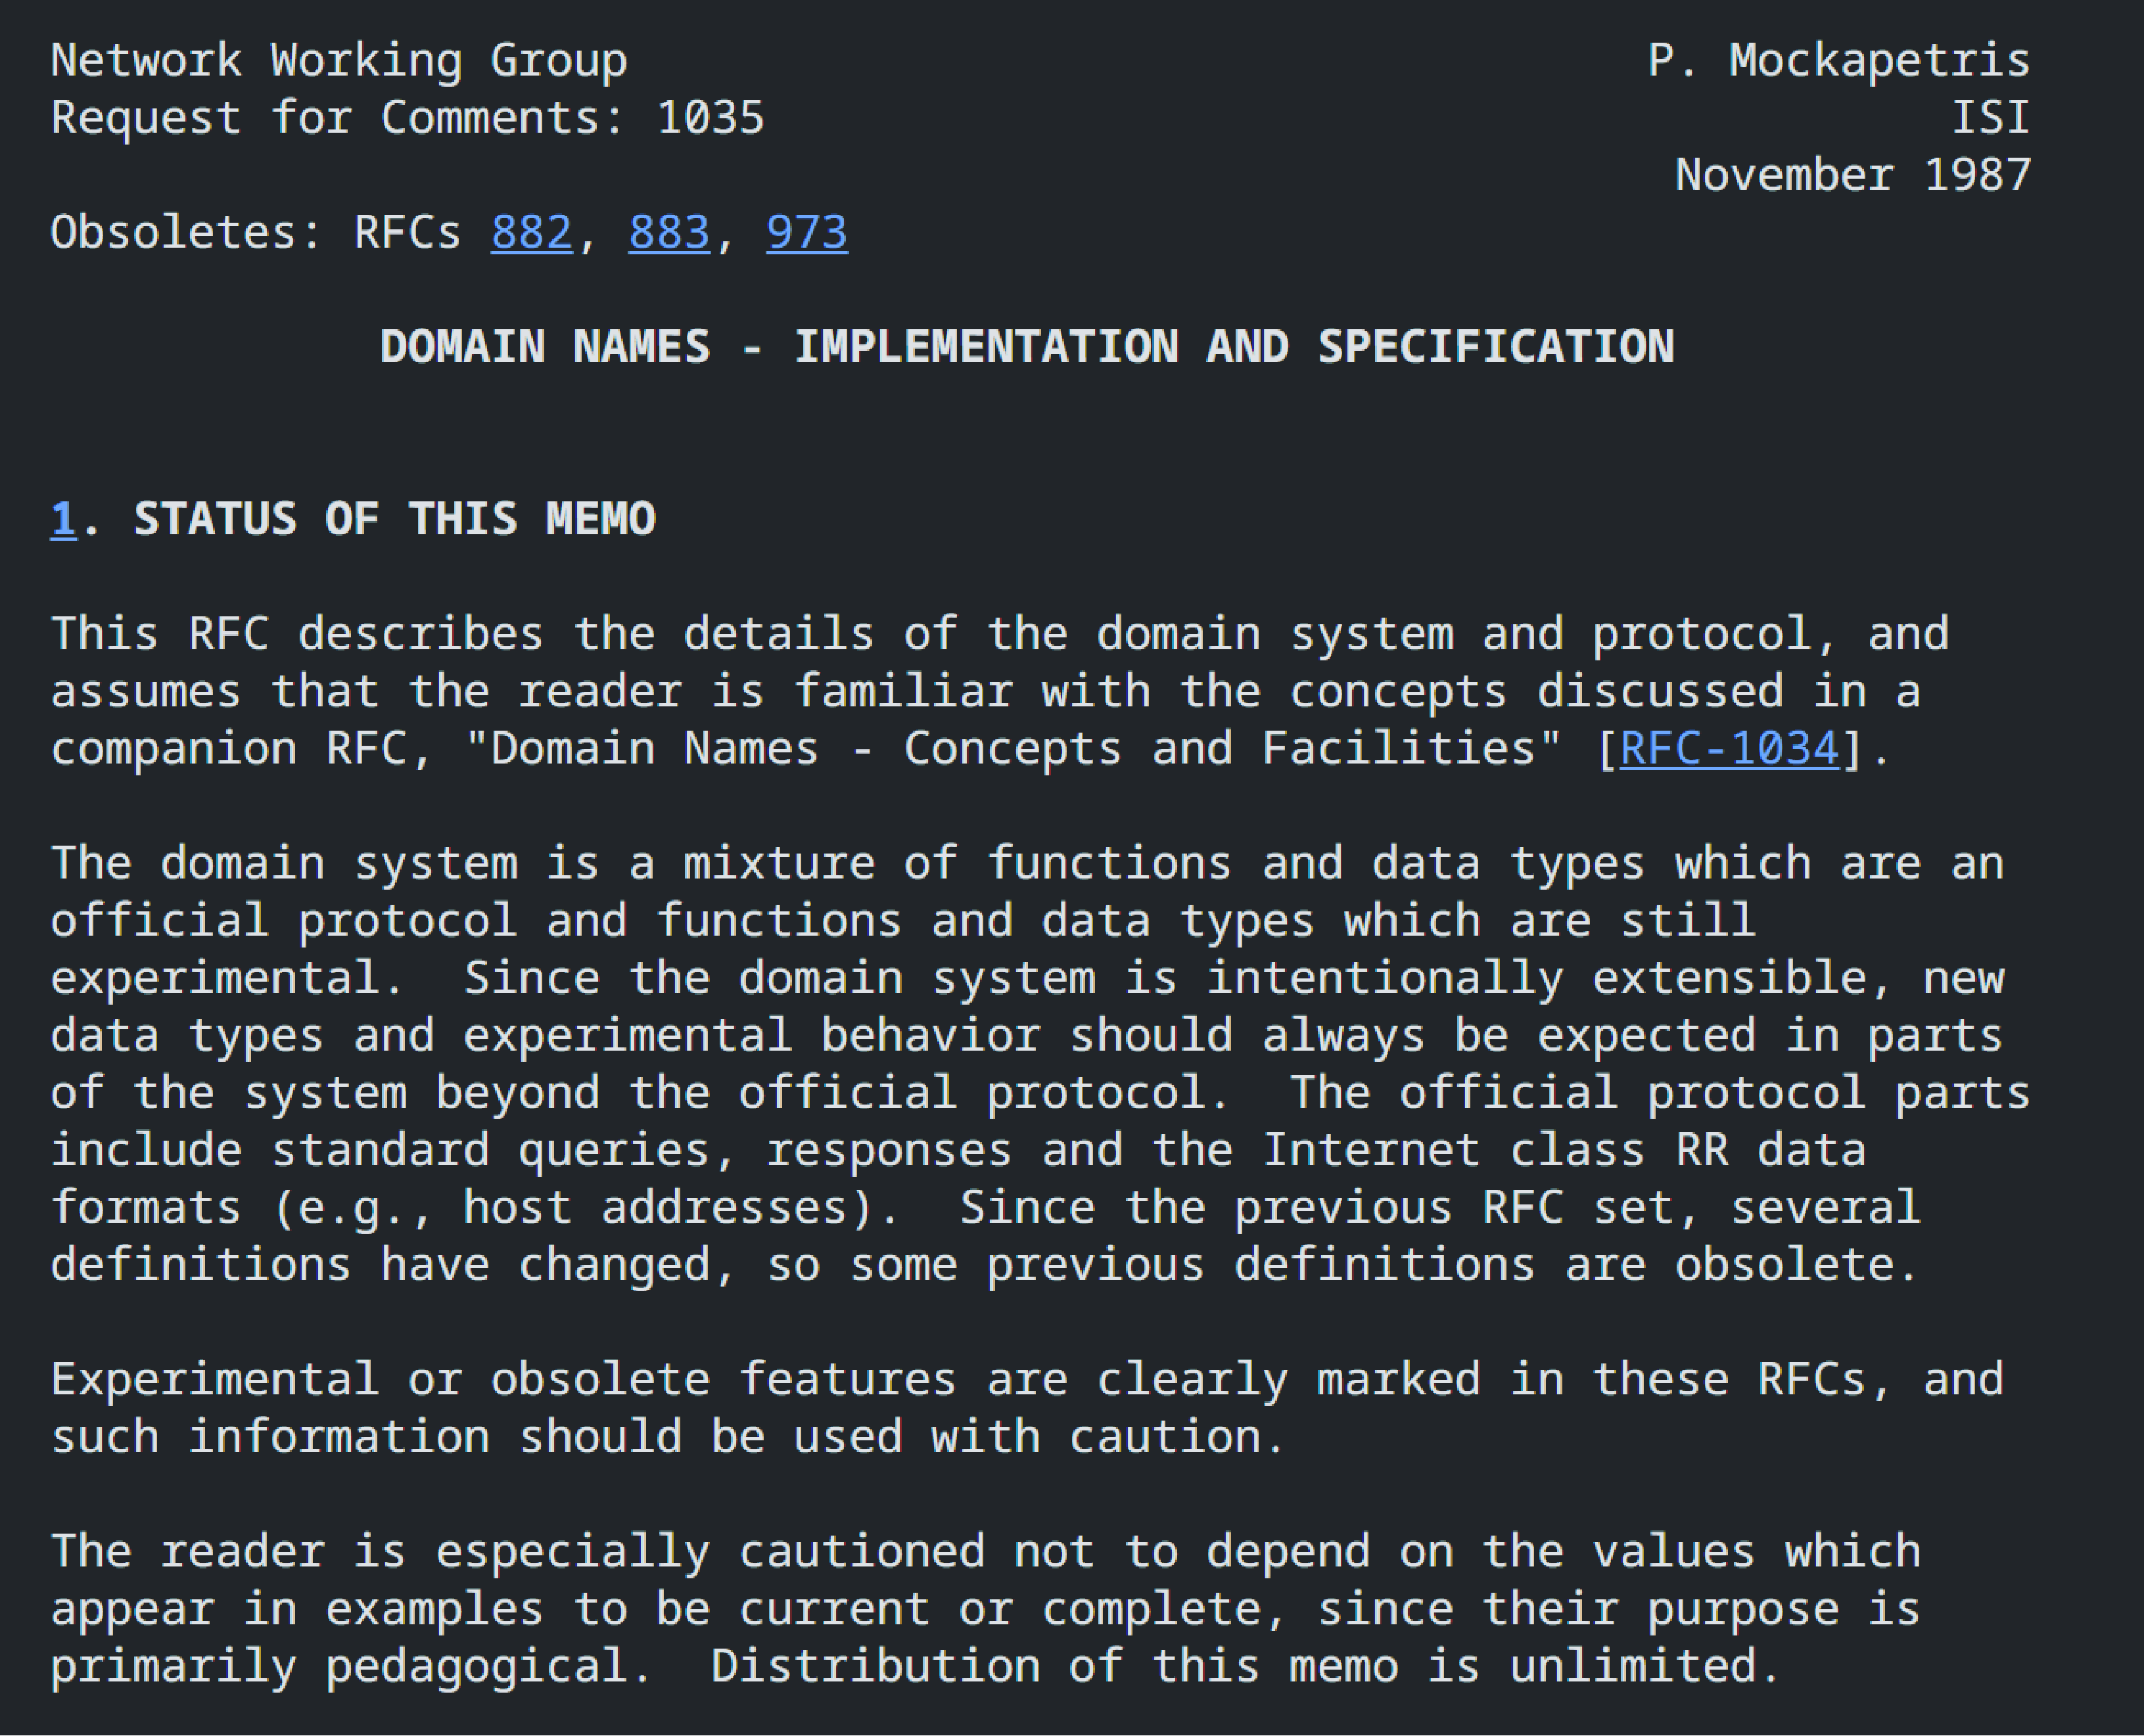 Network Working Group                                     P. Mockapetris
Request for Comments: 1035                                           ISI
                                                           November 1987
Obsoletes: RFCs 882, 883, 973
DOMAIN NAMES - IMPLEMENTATION AND SPECIFICATION
1. STATUS OF THIS MEMO
This RFC describes the details of the domain system and protocol, and
assumes that the reader is familiar with the concepts discussed in a
companion RFC, "Domain Names - Concepts and Facilities" [RFC-1034].
The domain system is a mixture of functions and data types which are an
official protocol and functions and data types which are still
experimental.  Since the domain system is intentionally extensible, new
data types and experimental behavior should always be expected in parts
of the system beyond the official protocol.  The official protocol parts
include standard queries, responses and the Internet class RR data
formats (e.g., host addresses).  Since the previous RFC set, several
definitions have changed, so some previous definitions are obsolete.
Experimental or obsolete features are clearly marked in these RFCs, and
such information should be used with caution.
The reader is especially cautioned not to depend on the values which
appear in examples to be current or complete, since their purpose is
primarily pedagogical.  Distribution of this memo is unlimited.